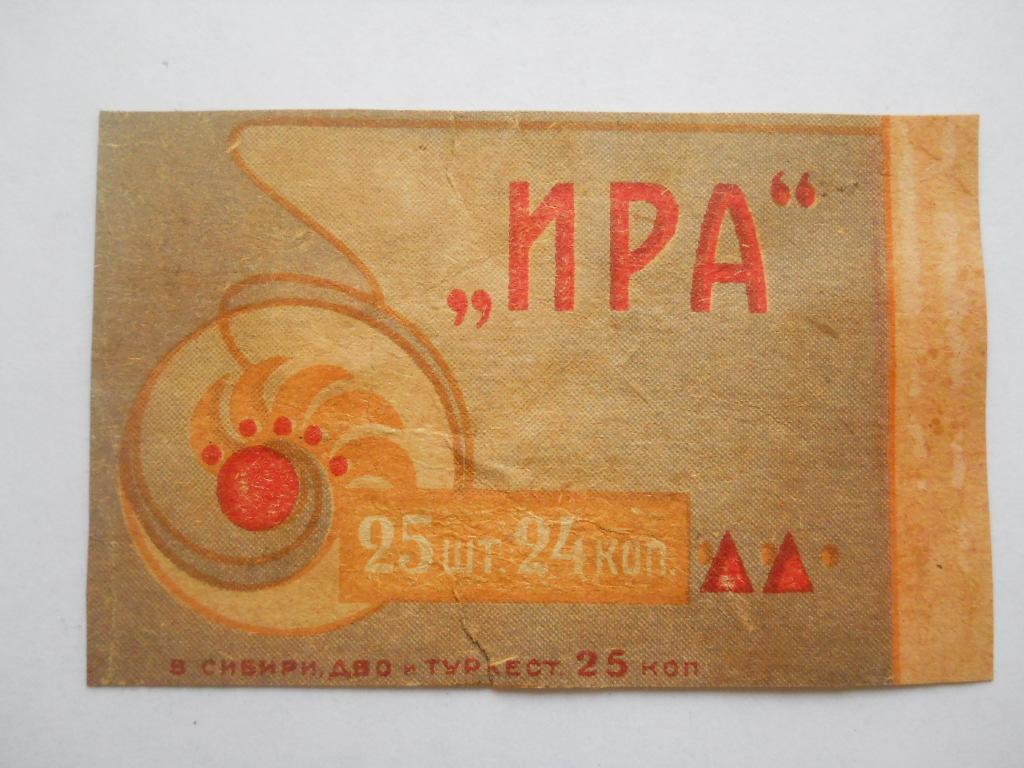 „ИРА“
25 ШТ. 24 КОП.
В СИБИРИ, ДВО и ТУРКЕСТ. 25 КОП